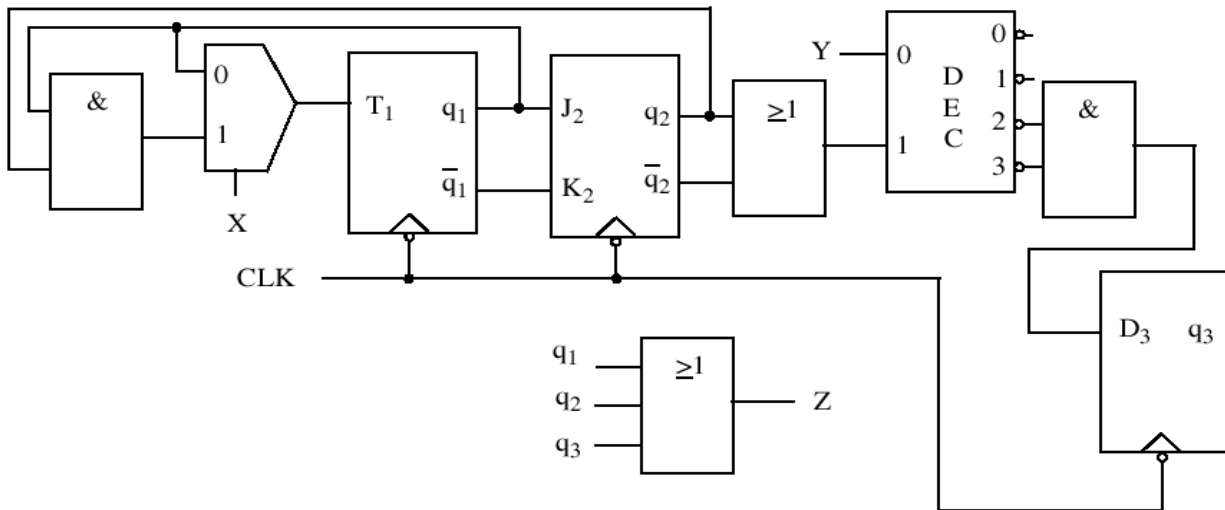 &
0
1
X
T₁ q₁
q̅₁
J₂ q₂
K₂ q̅₂
≥1
Y
0
1
D
E
C
0
1
2
3
&
CLK
D₃ q₃
q₁
q₂
q₃
≥1
Z